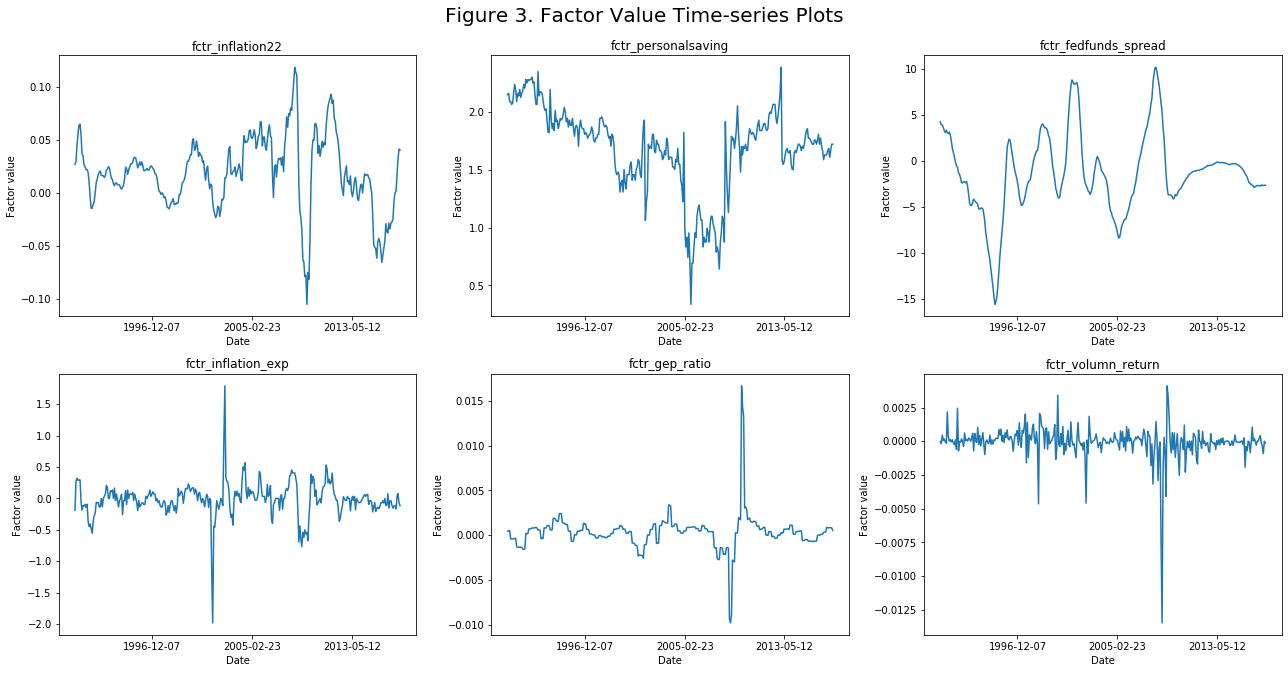 Figure 3. Factor Value Time-series Plots
fctr_inflation22
Factor value
0.10
0.05
0.00
−0.05
−0.10
1996-12-07 2005-02-23 2013-05-12
Date
fctr_personalsaving
Factor value
2.0
1.5
1.0
0.5
1996-12-07 2005-02-23 2013-05-12
Date
fctr_fedfunds_spread
Factor value
10
5
0
−5
−10
−15
1996-12-07 2005-02-23 2013-05-12
Date
fctr_inflation_exp
Factor value
1.5
1.0
0.5
0.0
−0.5
−1.0
−1.5
−2.0
1996-12-07 2005-02-23 2013-05-12
Date
fctr_gep_ratio
Factor value
0.015
0.010
0.005
0.000
−0.005
−0.010
1996-12-07 2005-02-23 2013-05-12
Date
fctr_volumn_return
Factor value
0.0025
0.0000
−0.0025
−0.0050
−0.0075
−0.0100
−0.0125
1996-12-07 2005-02-23 2013-05-12
Date